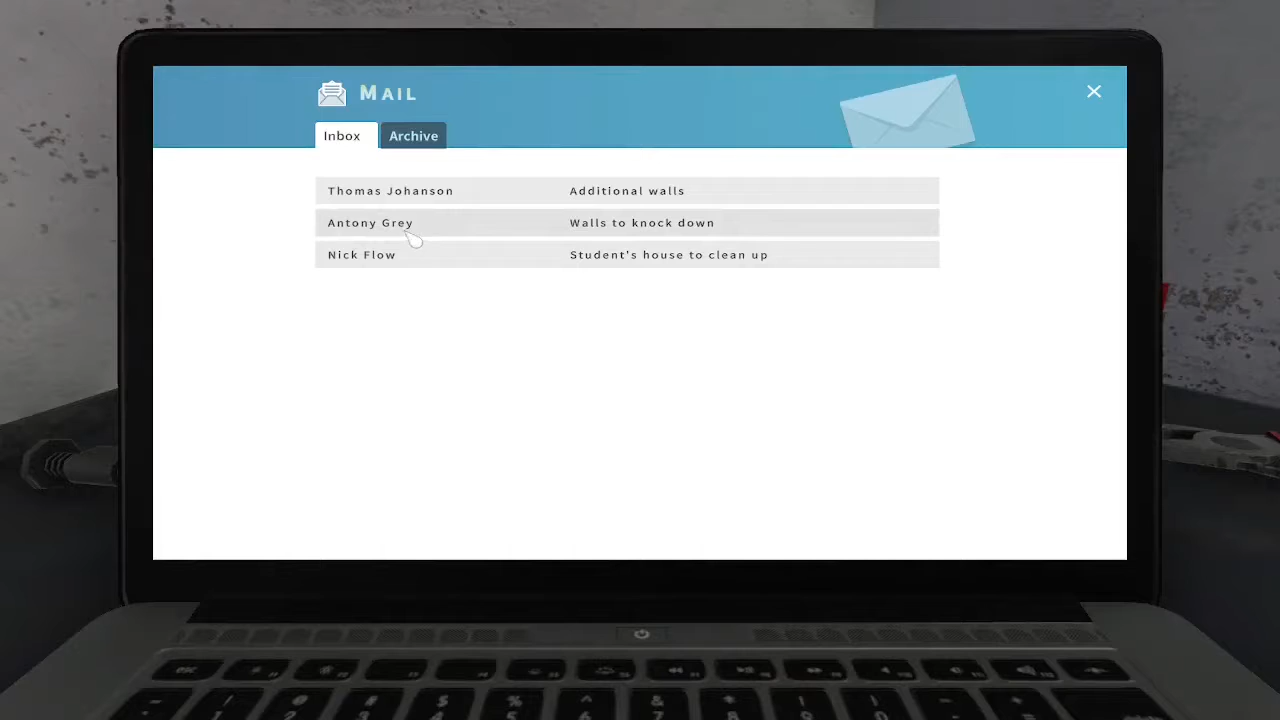 MAIL
Inbox Archive
Thomas Johanson Additional walls
Antony Grey Walls to knock down
Nick Flow Student's house to clean up
esc